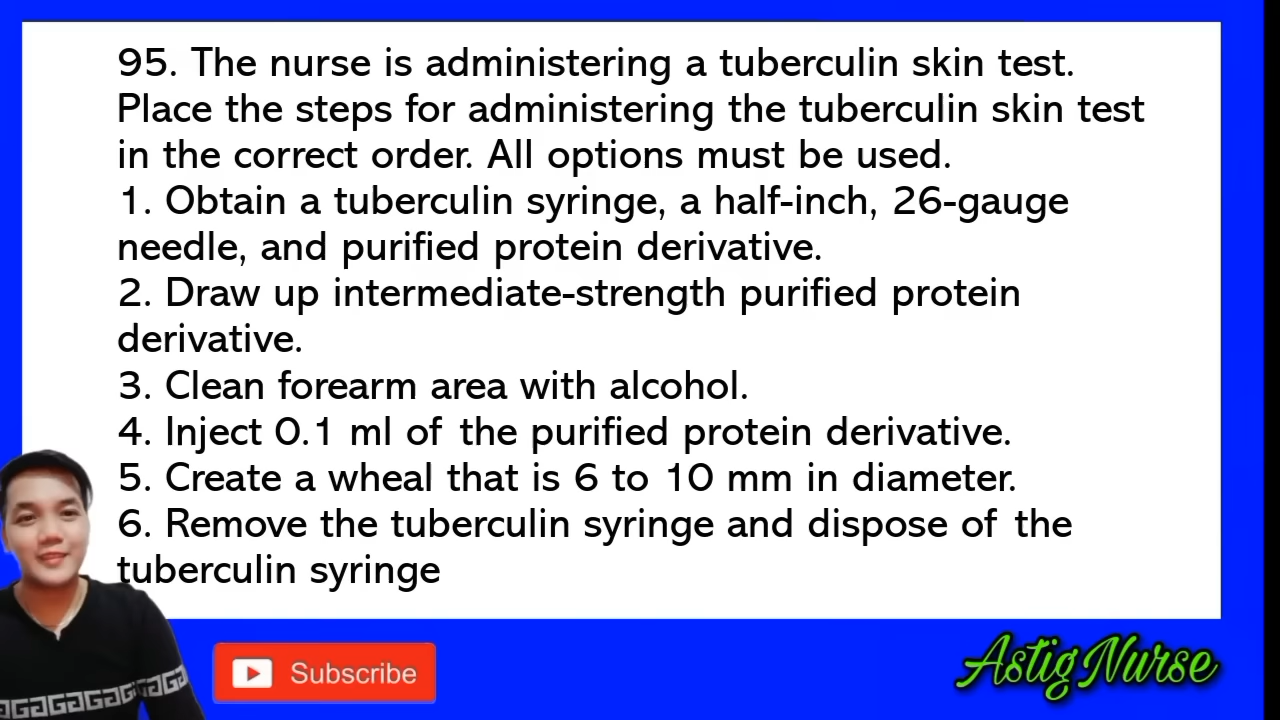 95. The nurse is administering a tuberculin skin test.
Place the steps for administering the tuberculin skin test
in the correct order. All options must be used.
1. Obtain a tuberculin syringe, a half-inch, 26-gauge
needle, and purified protein derivative.
2. Draw up intermediate-strength purified protein
derivative.
3. Clean forearm area with alcohol.
4. Inject 0.1 ml of the purified protein derivative.
5. Create a wheal that is 6 to 10 mm in diameter.
6. Remove the tuberculin syringe and dispose of the
tuberculin syringe
Subscribe
Astig Nurse